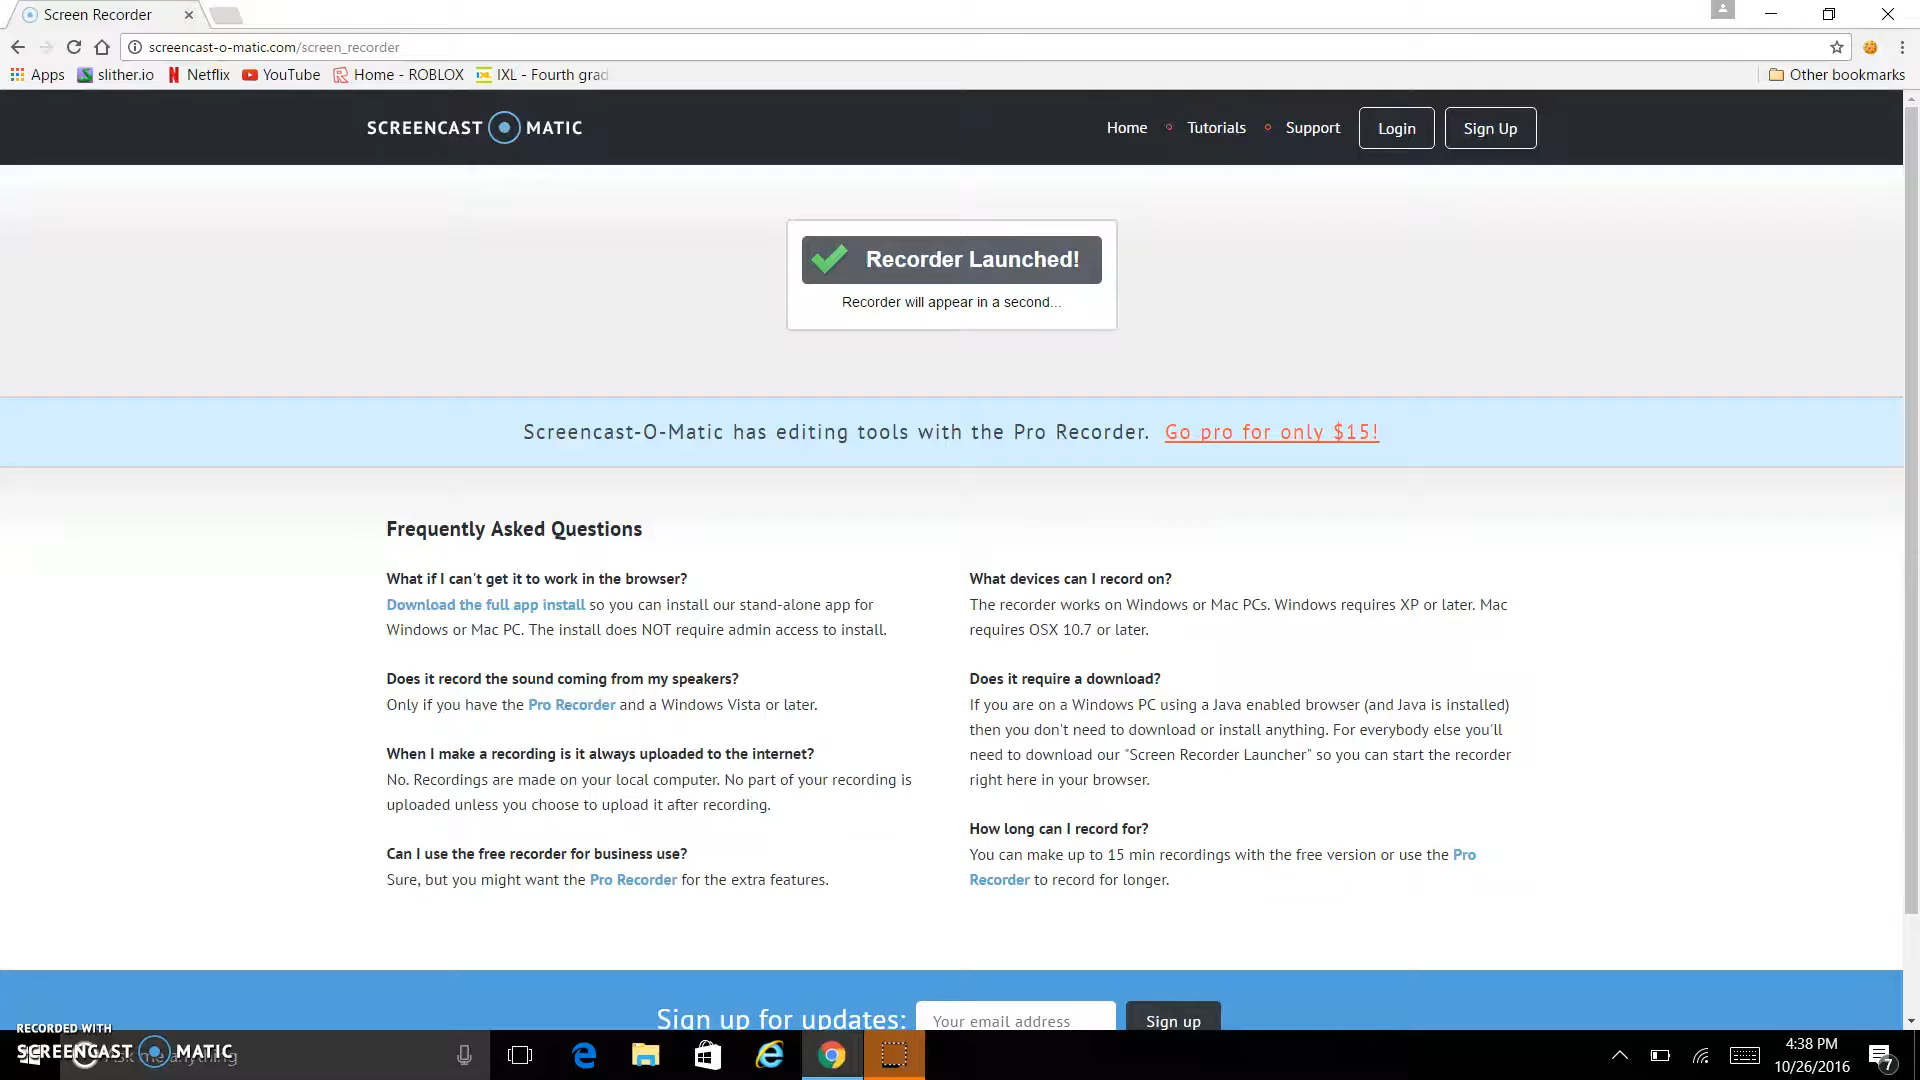 Screen Recorder
screencast-o-matic.com/screen_recorder
Apps slither.io Netflix YouTube Home - ROBLOX IXL - Fourth grad Other bookmarks
SCREENCAST MATIC Home Tutorials Support Login Sign Up
Recorder Launched!
Recorder will appear in a second...
Screencast-O-Matic has editing tools with the Pro Recorder. Go pro for only $15!
Frequently Asked Questions
What if I can't get it to work in the browser?
Download the full app install so you can install our stand-alone app for
Windows or Mac PC. The install does NOT require admin access to install.
Does it record the sound coming from my speakers?
Only if you have the Pro Recorder and a Windows Vista or later.
When I make a recording is it always uploaded to the internet?
No. Recordings are made on your local computer. No part of your recording is
uploaded unless you choose to upload it after recording.
Can I use the free recorder for business use?
Sure, but you might want the Pro Recorder for the extra features.
What devices can I record on?
The recorder works on Windows or Mac PCs. Windows requires XP or later. Mac
requires OSX 10.7 or later.
Does it require a download?
If you are on a Windows PC using a Java enabled browser (and Java is installed)
then you don't need to download or install anything. For everybody else you'll
need to download our "Screen Recorder Launcher" so you can start the recorder
right here in your browser.
How long can I record for?
You can make up to 15 min recordings with the free version or use the Pro
Recorder to record for longer.
Sign up for updates: Your email address Sign up
RECORDED WITH
SCREENCAST MATIC
Ask me anything
4:38 PM
10/26/2016
7